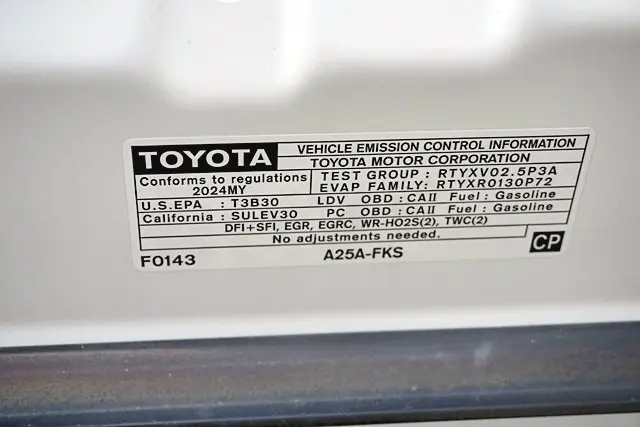 TOYOTA
VEHICLE EMISSION CONTROL INFORMATION
TOYOTA MOTOR CORPORATION
Conforms to regulations
2024MY
TEST GROUP: RTYXV02.5P3A
EVAP FAMILY: RTYXR0130P72
U.S.EPA : T3B30 LDV OBD : CAII Fuel : Gasoline
California : SULEV30 PC OBD : CAII Fuel : Gasoline
DFI+SFI, EGR, EGRC, WR-HO2S(2), TWC(2)
No adjustments needed.
F0143 A25A-FKS CP